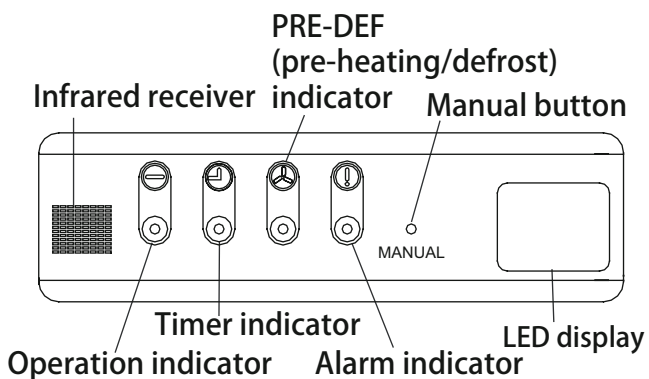 PRE-DEF
(pre-heating/defrost)
Infrared receiver
indicator
Manual button
MANUAL
Timer indicator
LED display
Operation indicator
Alarm indicator